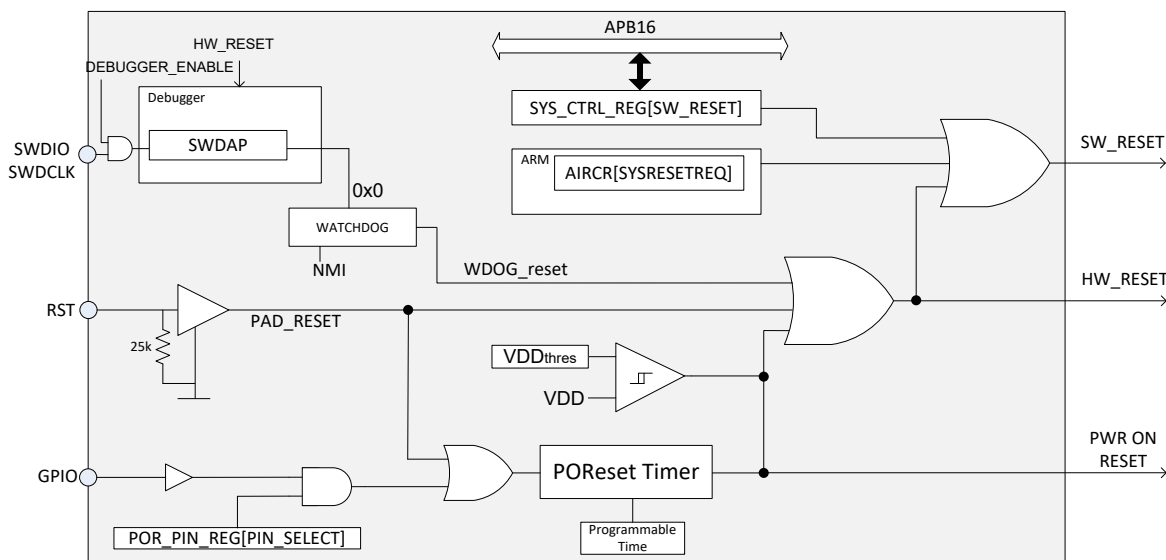 APB16
HW_RESET
DEBUGGER_ENABLE
Debugger
SYS_CTRL_REG[SW_RESET]
SWDIO
SWDCLK
SWDAP
ARM
AIRCR[SYSRESETREQ]
SW_RESET
0x0
WATCHDOG
NMI
WDOG_reset
HW_RESET
RST
PAD_RESET
25k
VDDthres
VDD
PWR ON
RESET
GPIO
POReset Timer
POR_PIN_REG[PIN_SELECT]
Programmable
Time